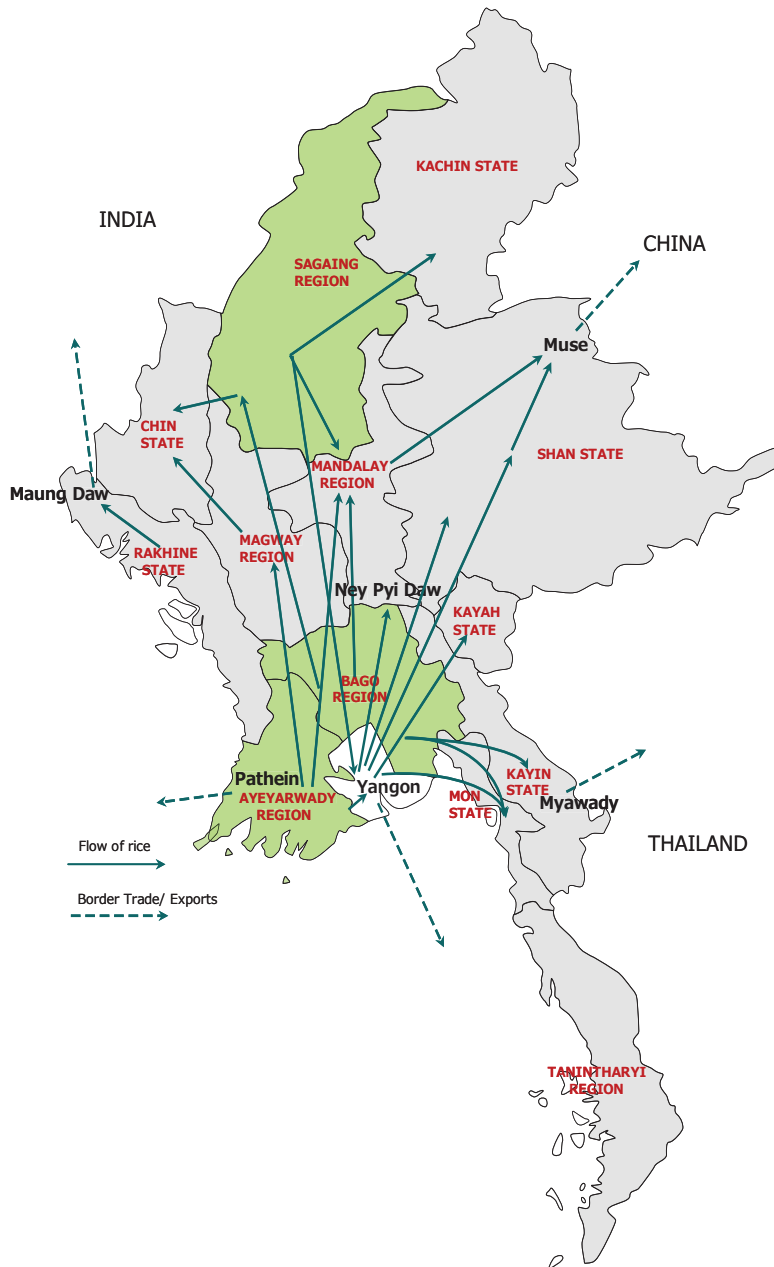 KACHIN STATE
INDIA
CHINA
SAGAING
REGION
Muse
CHIN
STATE
SHAN STATE
MANDALAY
REGION
Maung Daw
RAKHINE
STATE
MAGWAY
REGION
Ney Pyi Daw
KAYAH
STATE
BAGO
REGION
Pathein
AYEYARWADY
REGION
Yangon
MON
STATE
KAYIN
STATE
Myawady
THAILAND
Flow of rice
Border Trade/ Exports
TANINTHARYI
REGION